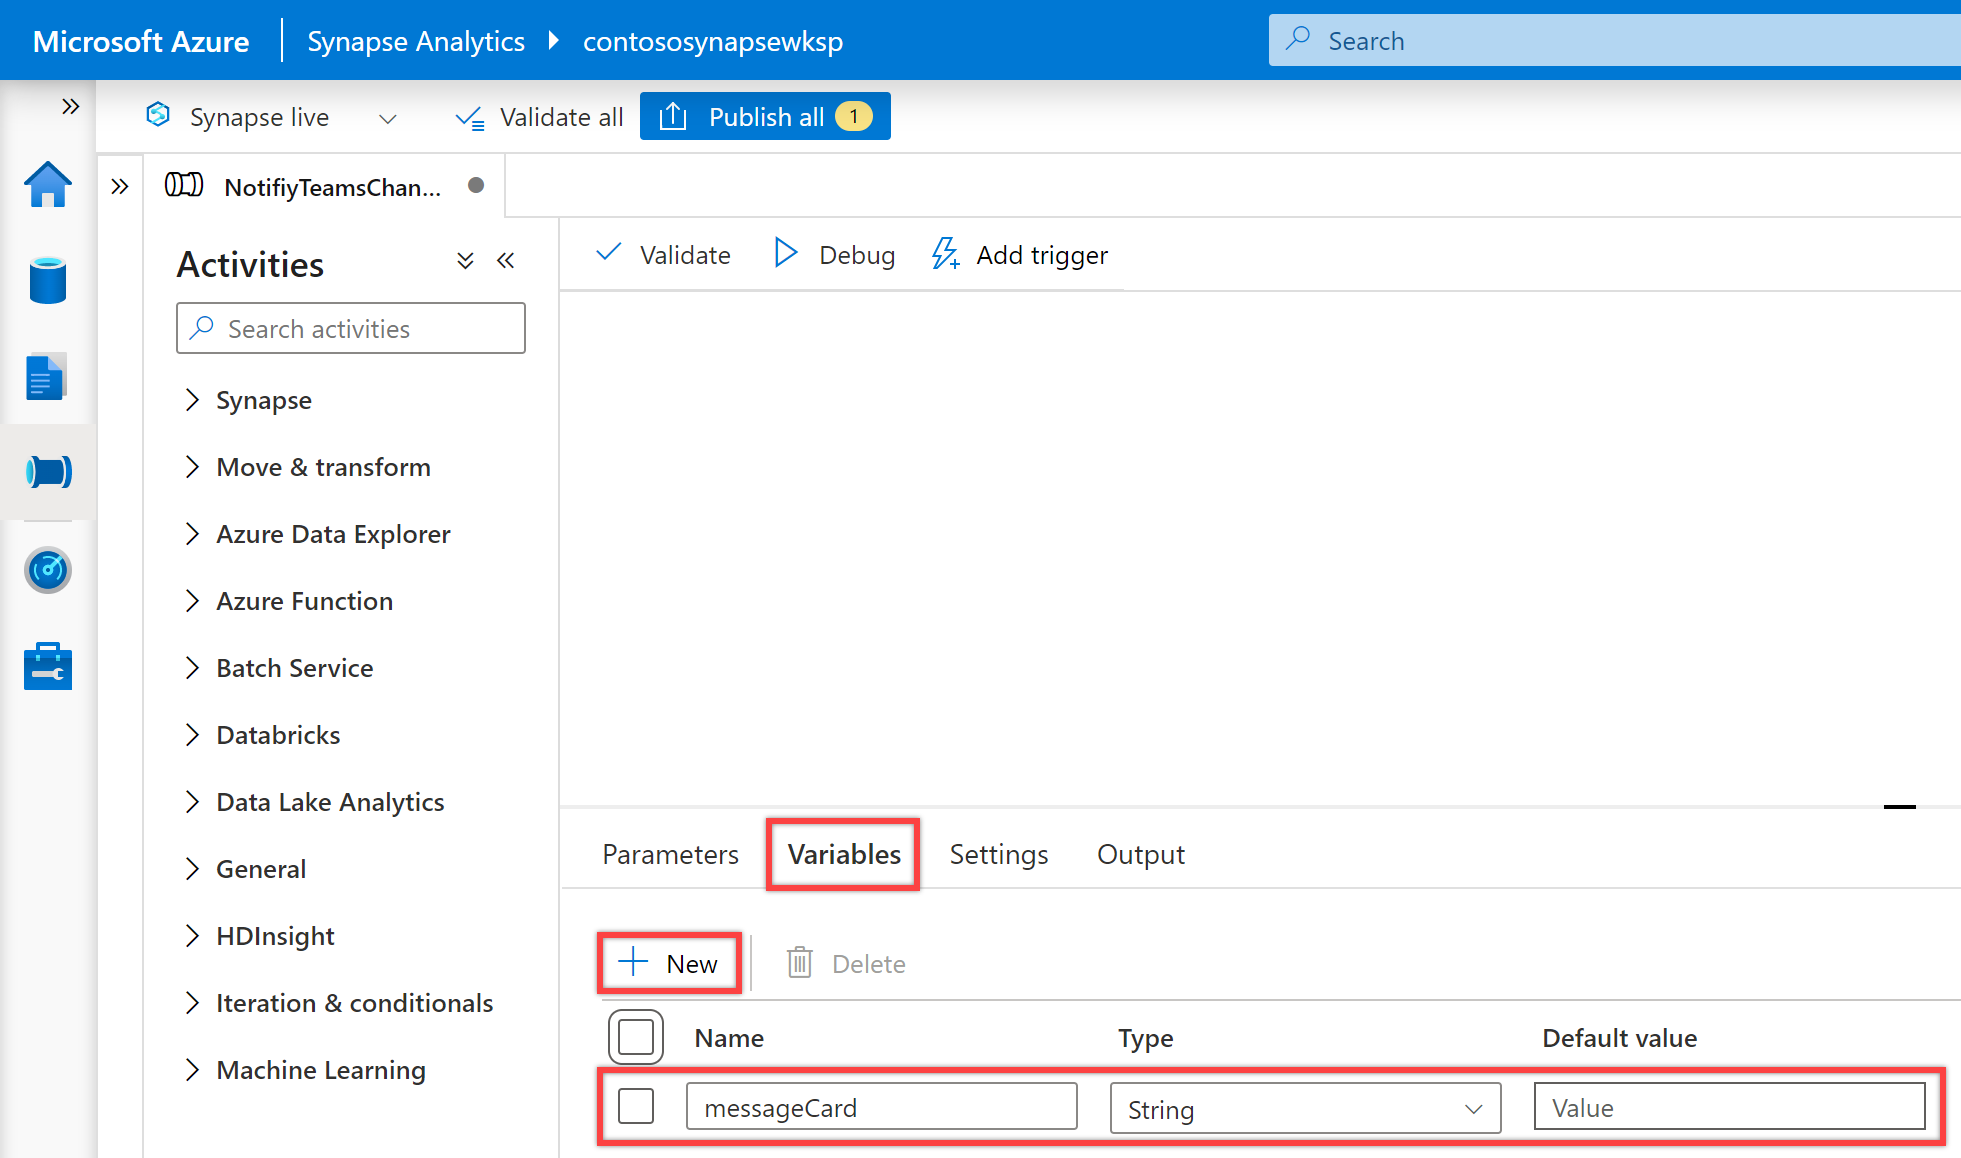 Microsoft Azure
Synapse Analytics
contososynapsewksp
Search
Synapse live
Validate all
Publish all
1
NotifiyTeamsChan...
Activities
Search activities
Synapse
Move & transform
Azure Data Explorer
Azure Function
Batch Service
Databricks
Data Lake Analytics
General
HDInsight
Iteration & conditionals
Machine Learning
Validate
Debug
Add trigger
Parameters
Variables
Settings
Output
New
Delete
Name
Type
Default value
messageCard
String
Value